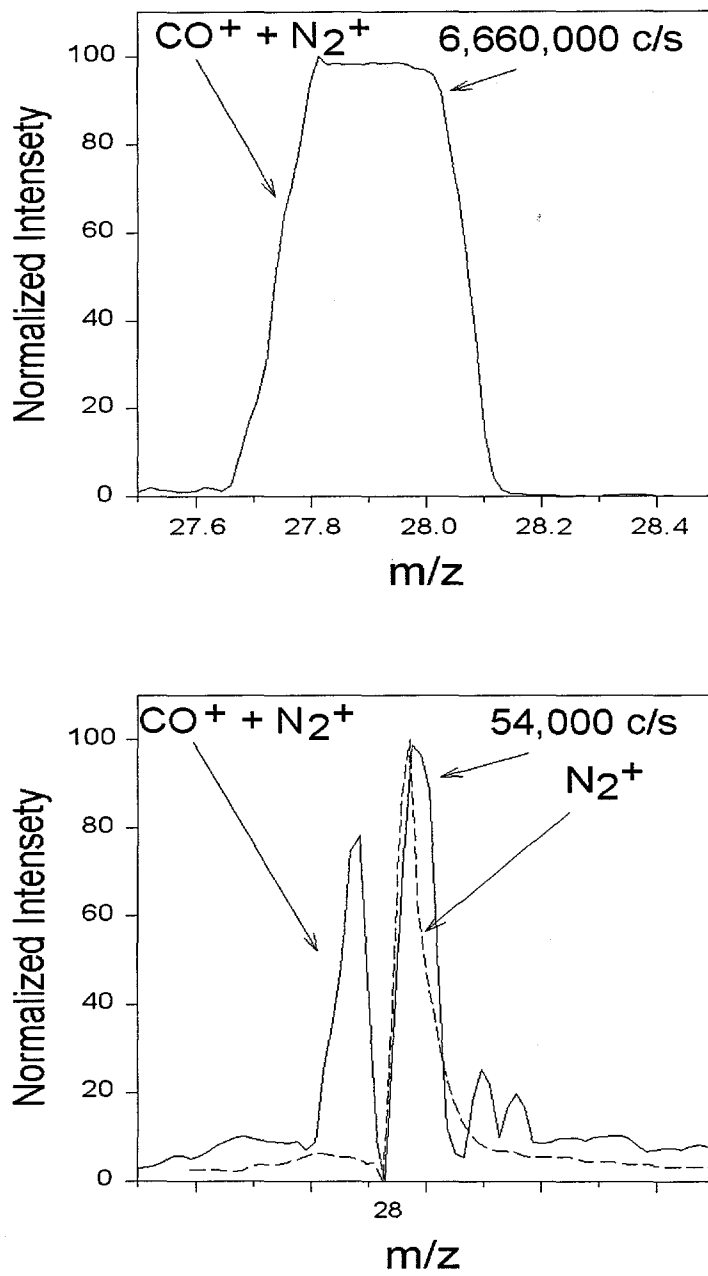 CO⁺ + N₂⁺ 6,660,000 c/s
100
80
60
40
20
0
Normalized Intensety
27.6 27.8 28.0 28.2 28.4
m/z
CO⁺ + N₂⁺ 54,000 c/s
N₂⁺
100
80
60
40
20
0
Normalized Intensety
28
m/z